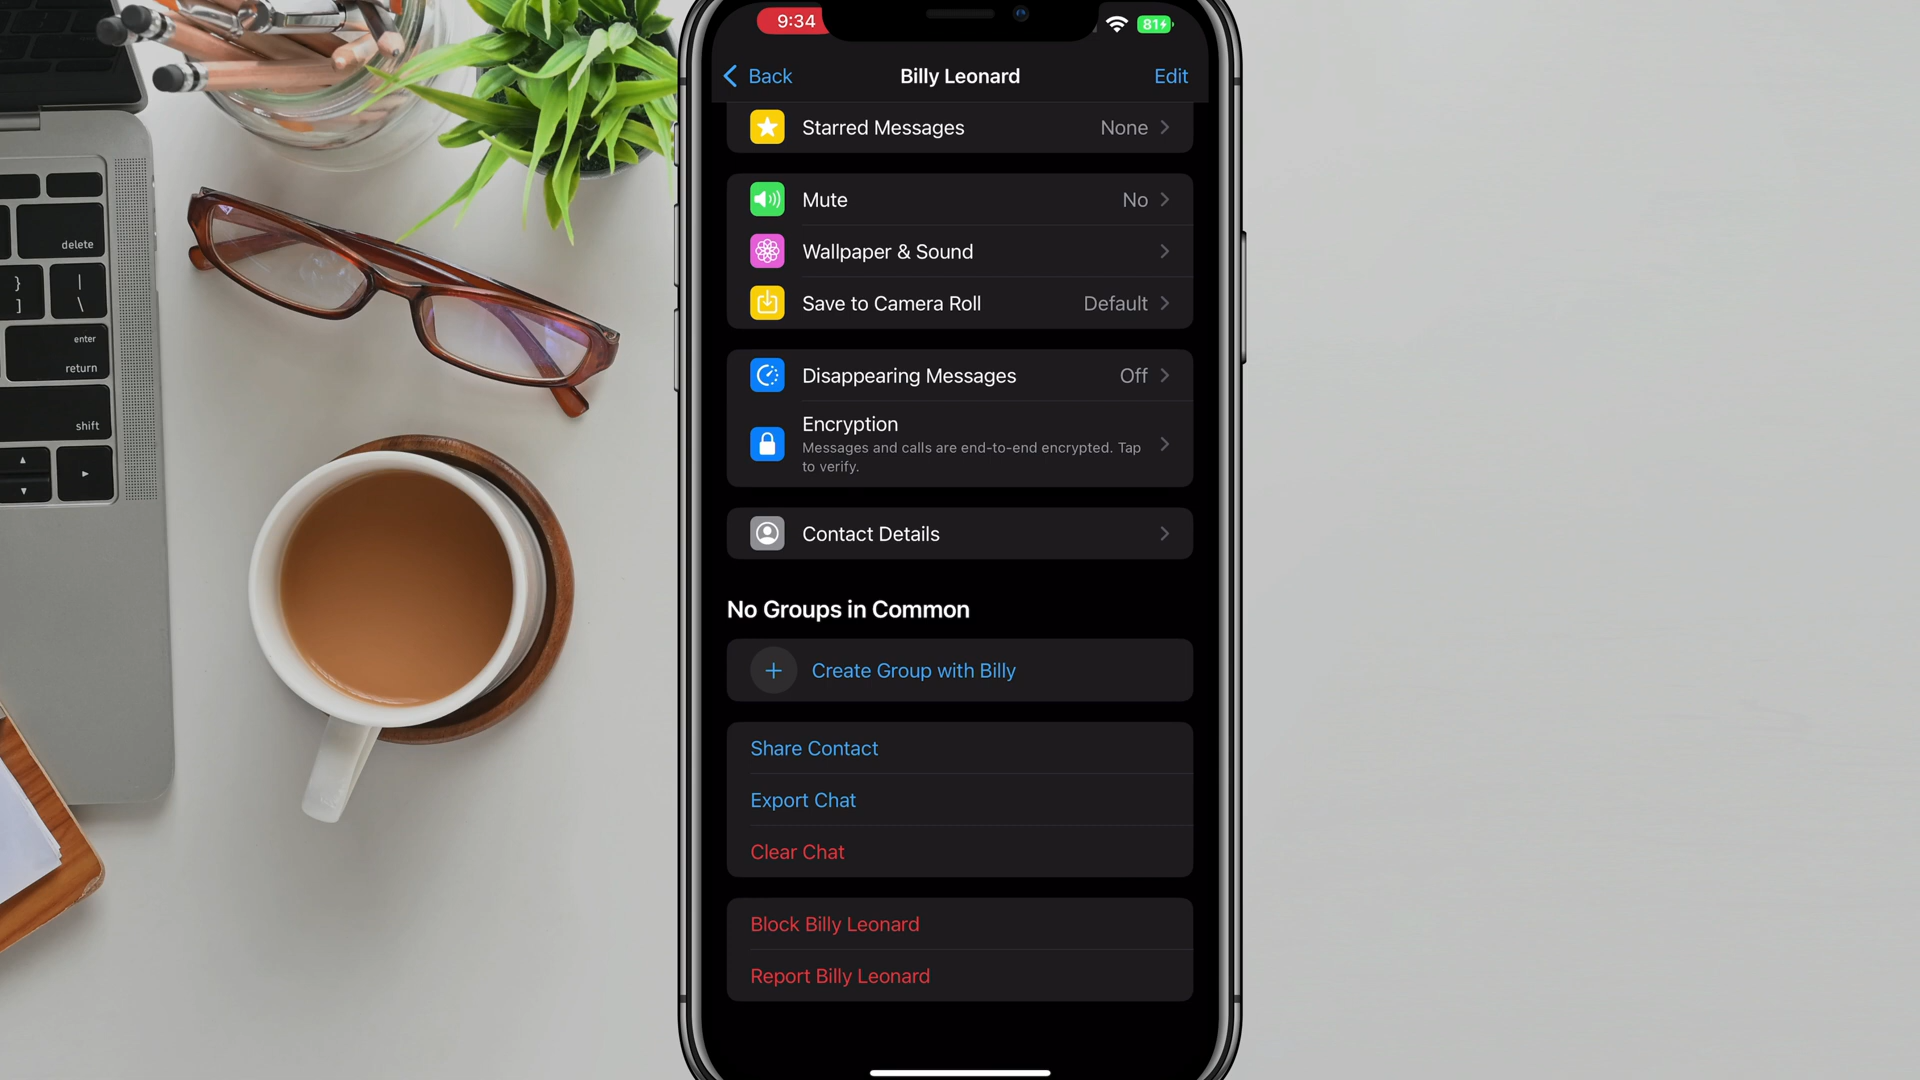 9:34
81
Back
Billy Leonard
Edit
Starred Messages
None
Mute
No
Wallpaper & Sound
Save to Camera Roll
Default
Disappearing Messages
Off
Encryption
Messages and calls are end-to-end encrypted. Tap
to verify.
Contact Details
No Groups in Common
+ Create Group with Billy
Share Contact
Export Chat
Clear Chat
Block Billy Leonard
Report Billy Leonard
delete
}
]
|
\
enter
return
shift